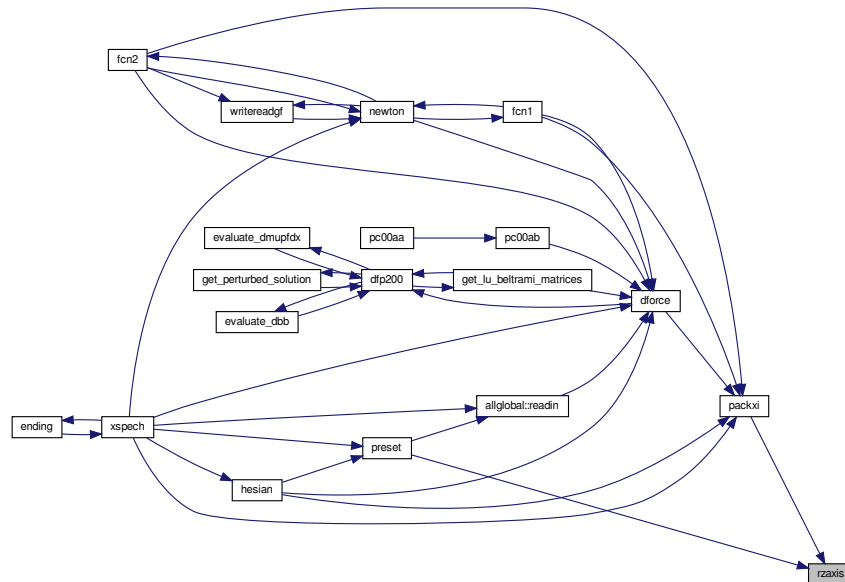 fcn2
writereadgf
newton
fcn1
evaluate_dmupfdx
pc00aa
pc00ab
get_perturbed_solution
dfp200
get_lu_beltrami_matrices
dforce
evaluate_dbb
allglobal::readin
packxi
ending
xspech
preset
hesian
rzaxis